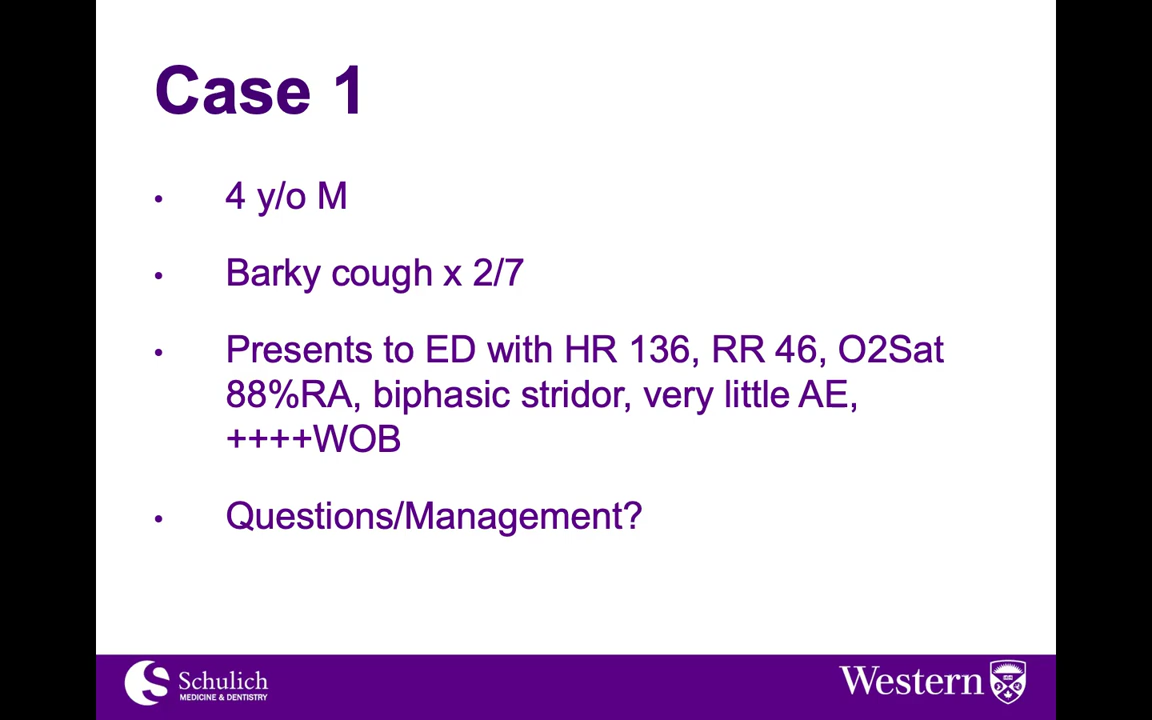 Case 1
• 4 y/o M
• Barky cough x 2/7
• Presents to ED with HR 136, RR 46, O2Sat
88%RA, biphasic stridor, very little AE,
++++WOB
• Questions/Management?
Schulich
MEDICINE & DENTISTRY
Western